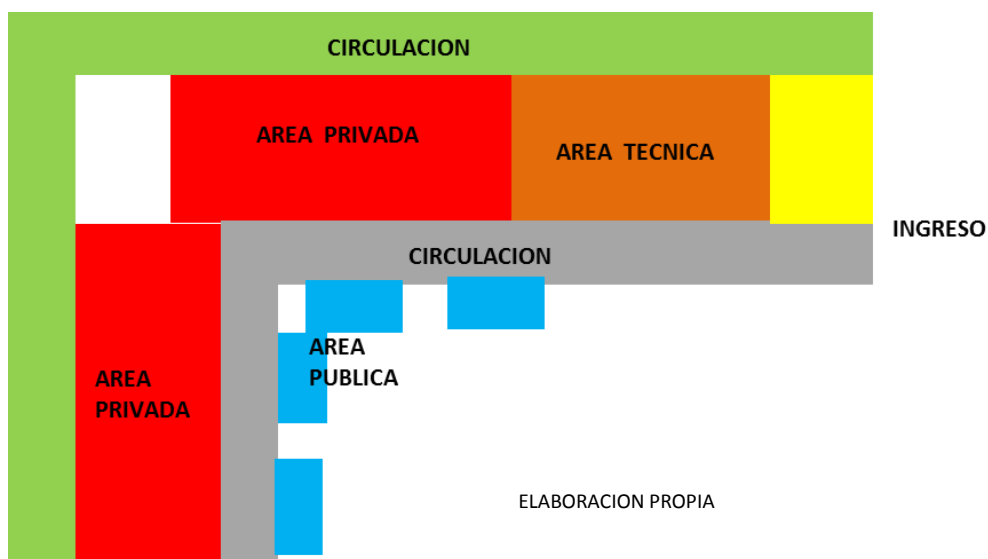 CIRCULACION
AREA PRIVADA
AREA TECNICA
INGRESO
CIRCULACION
AREA
PUBLICA
AREA
PRIVADA
ELABORACION PROPIA